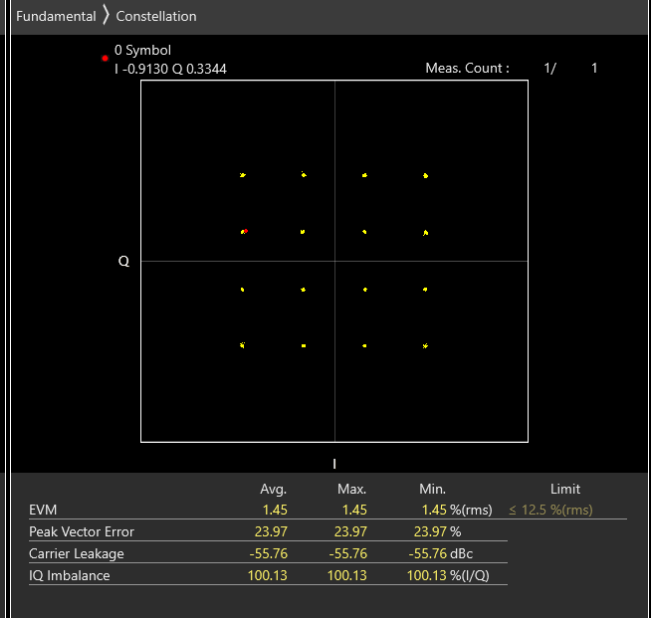 Fundamental 〉 Constellation
0 Symbol
I -0.9130 Q 0.3344
Meas. Count : 1/ 1
Q
I
Avg. Max. Min. Limit
EVM 1.45 1.45 1.45 %(rms) ≤ 12.5 %(rms)
Peak Vector Error 23.97 23.97 23.97 %
Carrier Leakage -55.76 -55.76 -55.76 dBc
IQ Imbalance 100.13 100.13 100.13 %(I/Q)